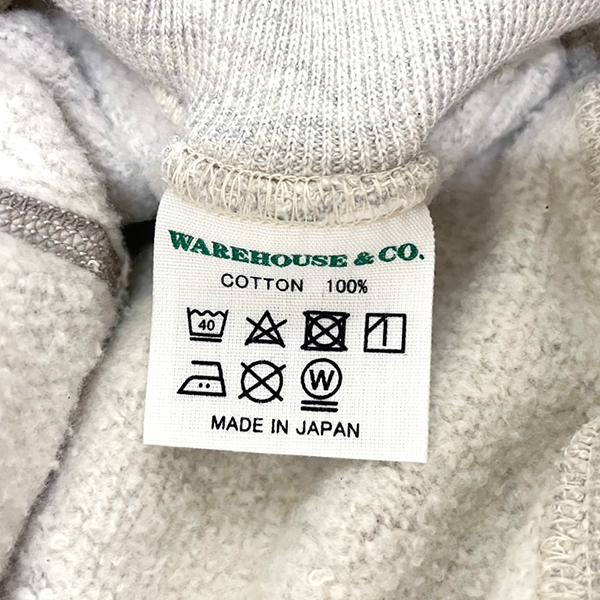 WAREHOUSE & CO.
COTTON 100%
40
W
MADE IN JAPAN